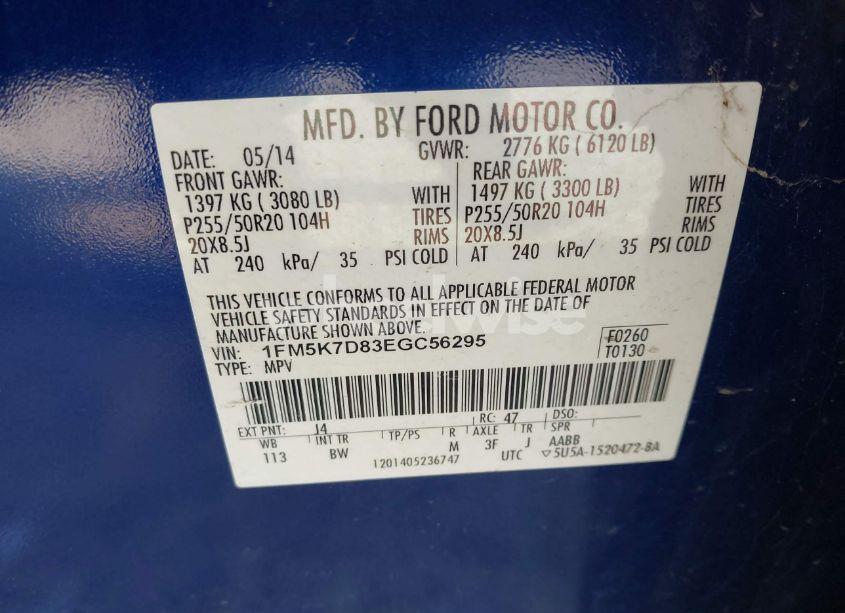 MFD. BY FORD MOTOR CO.
DATE: 05/14 GVWR: 2776 KG ( 6120 LB)
FRONT GAWR: REAR GAWR:
1397 KG ( 3080 LB) WITH 1497 KG ( 3300 LB) WITH
P255/50R20 104H TIRES P255/50R20 104H TIRES
20X8.5J RIMS 20X8.5J RIMS
AT 240 kPa/ 35 PSI COLD AT 240 kPa/ 35 PSI COLD
THIS VEHICLE CONFORMS TO ALL APPLICABLE FEDERAL MOTOR
VEHICLE SAFETY STANDARDS IN EFFECT ON THE DATE OF
MANUFACTURE SHOWN ABOVE.
VIN: 1FM5K7D83EGC56295 F0260
TYPE: MPV T0130
EXT PNT: J4 RC: 47 DSO:
WB INT TR TP/PS R AXLE TR SPR
113 BW M 3F J AABB
1201405236747 UTC ▽5U5A-1520472-BA